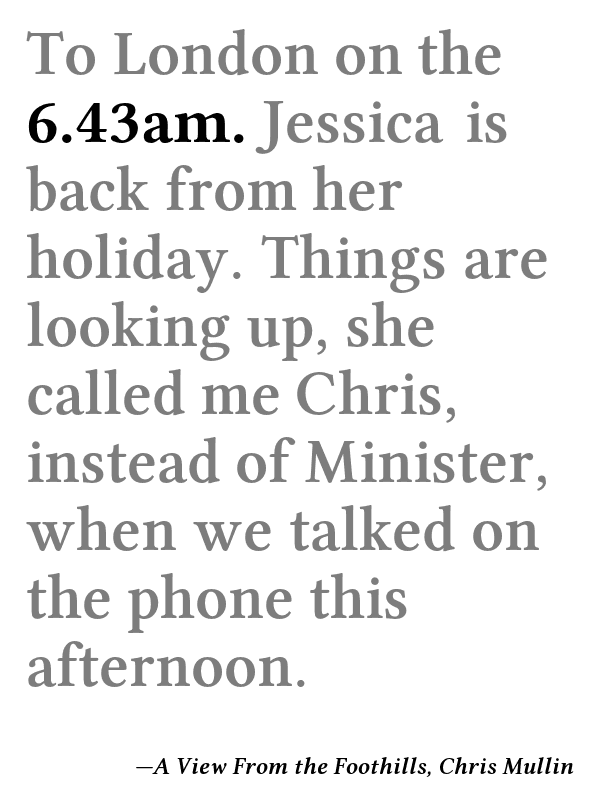 To London on the
6.43am. Jessica is
back from her
holiday. Things are
looking up, she
called me Chris,
instead of Minister,
when we talked on
the phone this
afternoon.
—A View From the Foothills, Chris Mullin